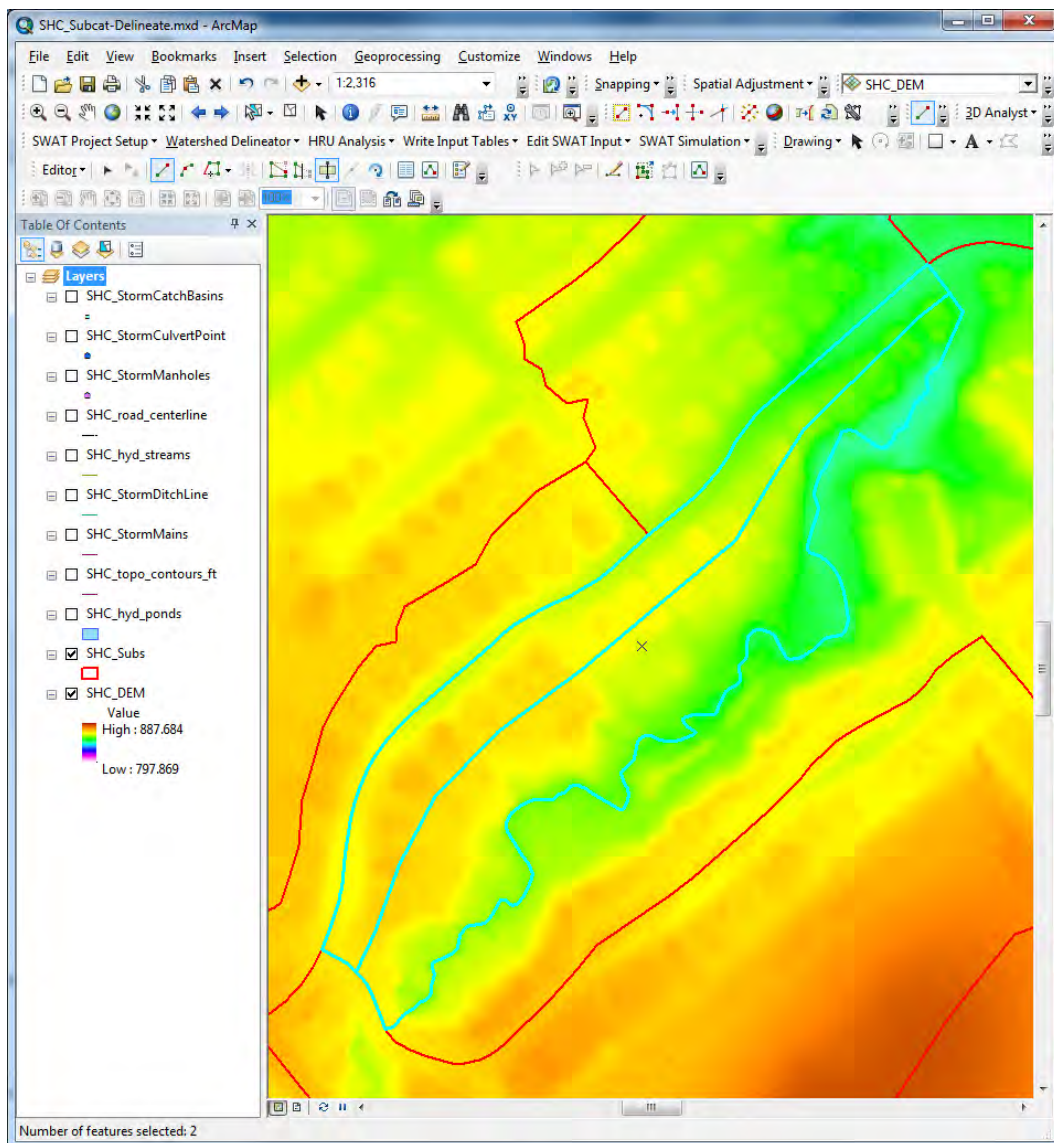 SHC_Subcat-Delineate.mxd - ArcMap
File Edit View Bookmarks Insert Selection Geoprocessing Customize Windows Help
1:2,316 Snapping Spatial Adjustment SHC_DEM
3D Analyst
SWAT Project Setup Watershed Delineator HRU Analysis Write Input Tables Edit SWAT Input SWAT Simulation Drawing A
Editor
Table Of Contents
Layers
SHC_StormCatchBasins
SHC_StormCulvertPoint
SHC_StormManholes
SHC_road_centerline
SHC_hyd_streams
SHC_StormDitchLine
SHC_StormMains
SHC_topo_contours_ft
SHC_hyd_ponds
SHC_Subs
SHC_DEM
Value
High : 887.684
Low : 797.869
Number of features selected: 2